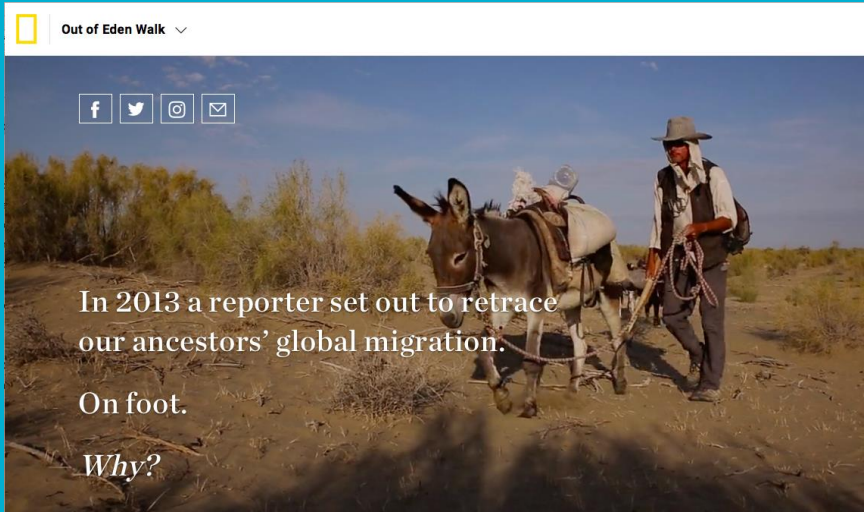 Out of Eden Walk
In 2013 a reporter set out to retrace
our ancestors’ global migration.
On foot.
Why?